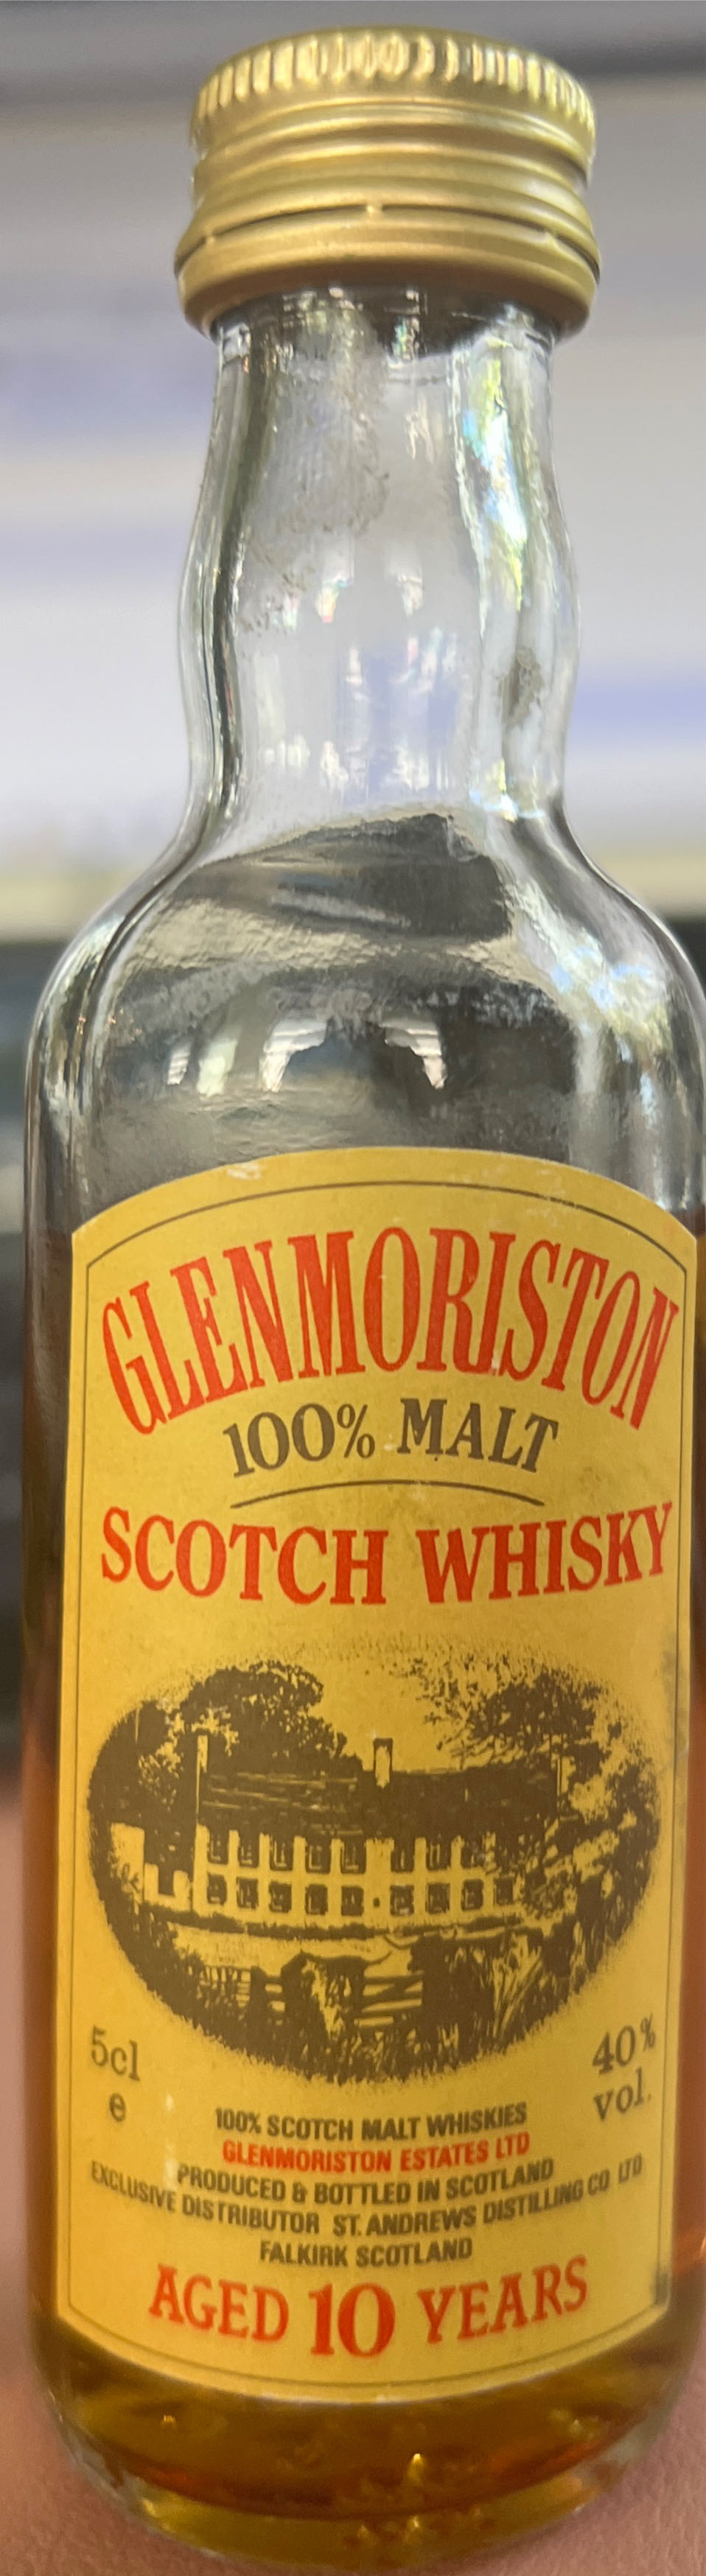 GLENMORISTON
100% MALT
SCOTCH WHISKY
5cl
e
40%
vol.
100% SCOTCH MALT WHISKIES
GLENMORISTON ESTATES LTD
PRODUCED & BOTTLED IN SCOTLAND
EXCLUSIVE DISTRIBUTOR ST. ANDREWS DISTILLING CO LTD
FALKIRK SCOTLAND
AGED 10 YEARS